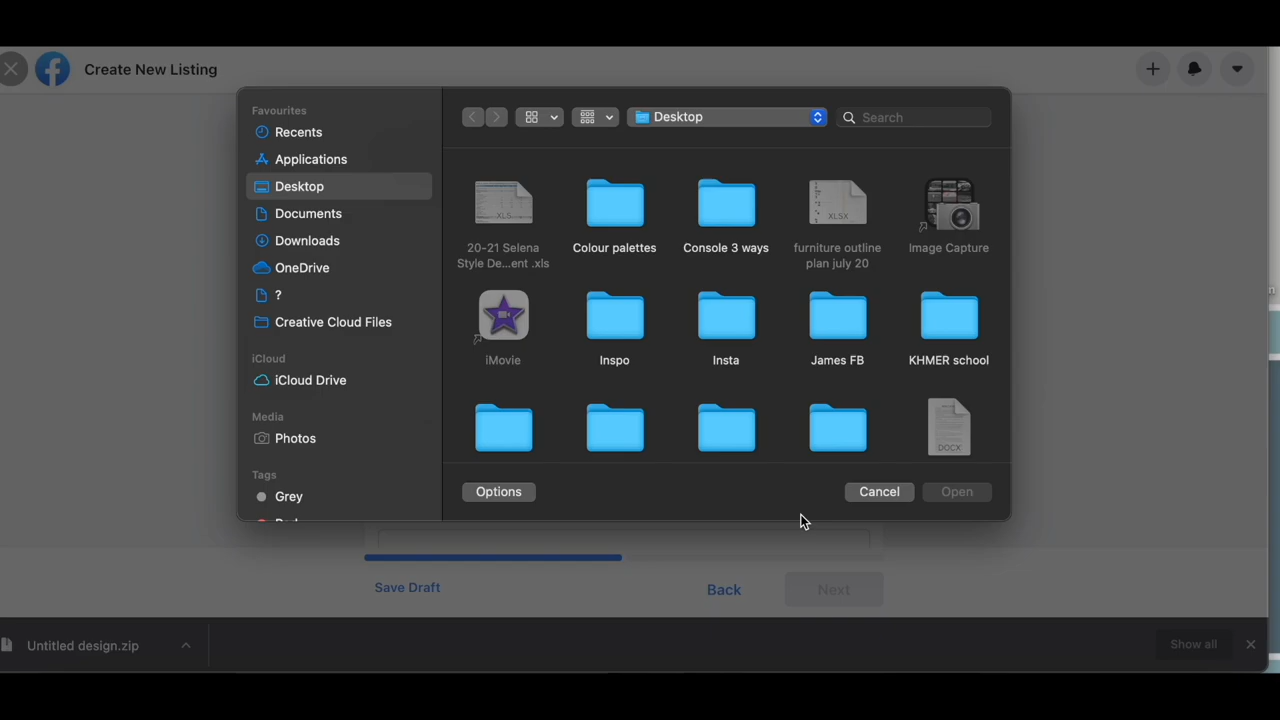 Create New Listing
Favourites
Recents
Applications
Desktop
Documents
Downloads
OneDrive
?
Creative Cloud Files
iCloud
iCloud Drive
Media
Photos
Tags
Grey
Desktop
Search
XLS
20-21 Selena
Style De...ent .xls
Colour palettes
Console 3 ways
XLSX
furniture outline
plan july 20
Image Capture
iMovie
Inspo
Insta
James FB
KHMER school
DOCX
Options
Cancel
Open
Save Draft
Back
Next
Untitled design.zip
Show all